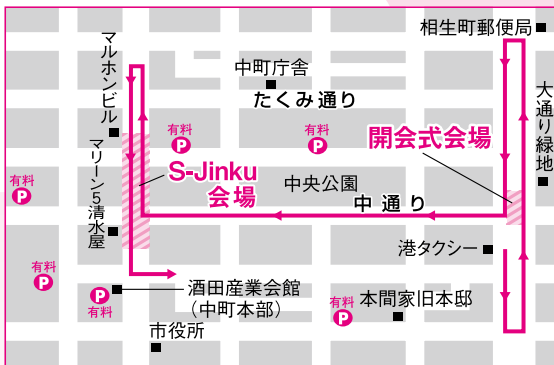 相生町郵便局
マルホンビル
中町庁舎
たくみ通り
大通り緑地
有料
P
有料
P
開会式会場
S-Jinku
会場
中央公園
有料
P
マリーン5清水屋
中通り
港タクシー
有料
P
P
有料
酒田産業会館
(中町本部)
有料
P
本間家旧本邸
市役所